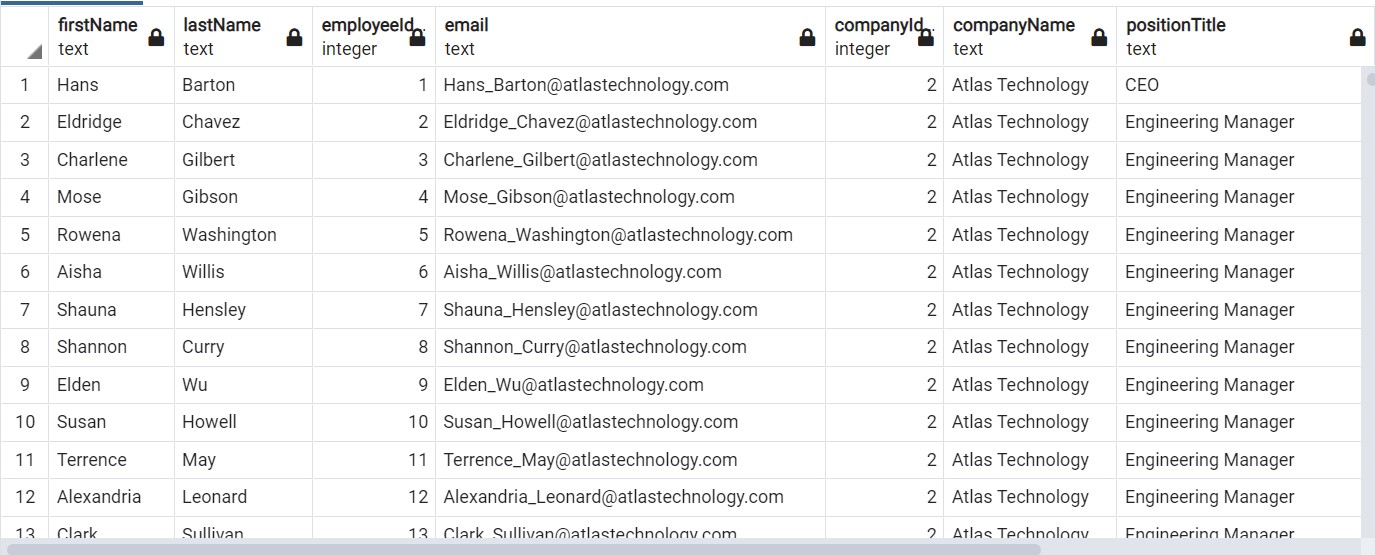 firstName lastName employeeId email companyId companyName positionTitle
text text integer text integer text text
1 Hans Barton 1 Hans_Barton@atlastechnology.com 2 Atlas Technology CEO
2 Eldridge Chavez 2 Eldridge_Chavez@atlastechnology.com 2 Atlas Technology Engineering Manager
3 Charlene Gilbert 3 Charlene_Gilbert@atlastechnology.com 2 Atlas Technology Engineering Manager
4 Mose Gibson 4 Mose_Gibson@atlastechnology.com 2 Atlas Technology Engineering Manager
5 Rowena Washington 5 Rowena_Washington@atlastechnology.com 2 Atlas Technology Engineering Manager
6 Aisha Willis 6 Aisha_Willis@atlastechnology.com 2 Atlas Technology Engineering Manager
7 Shauna Hensley 7 Shauna_Hensley@atlastechnology.com 2 Atlas Technology Engineering Manager
8 Shannon Curry 8 Shannon_Curry@atlastechnology.com 2 Atlas Technology Engineering Manager
9 Elden Wu 9 Elden_Wu@atlastechnology.com 2 Atlas Technology Engineering Manager
10 Susan Howell 10 Susan_Howell@atlastechnology.com 2 Atlas Technology Engineering Manager
11 Terrence May 11 Terrence_May@atlastechnology.com 2 Atlas Technology Engineering Manager
12 Alexandria Leonard 12 Alexandria_Leonard@atlastechnology.com 2 Atlas Technology Engineering Manager
13 Clark Sullivan 13 Clark_Sullivan@atlastechnology.com 2 Atlas Technology Engineering Manager